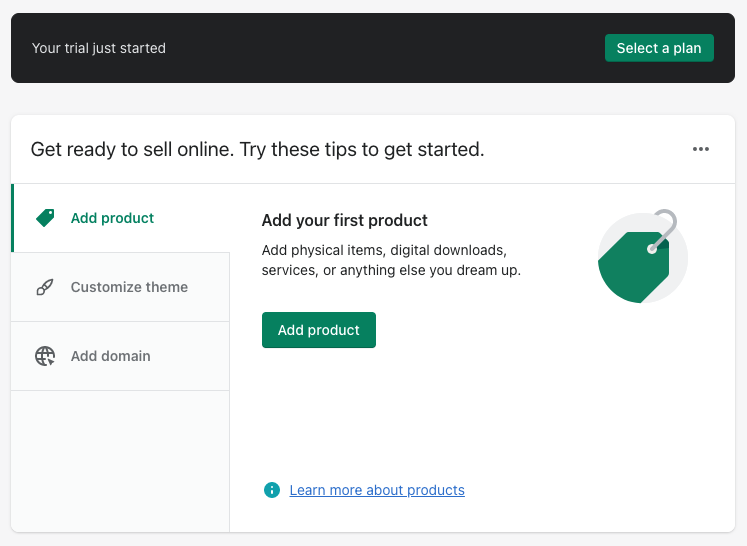 Your trial just started
Select a plan
Get ready to sell online. Try these tips to get started.
Add product
Customize theme
Add domain
Add your first product
Add physical items, digital downloads,
services, or anything else you dream up.
Add product
Learn more about products